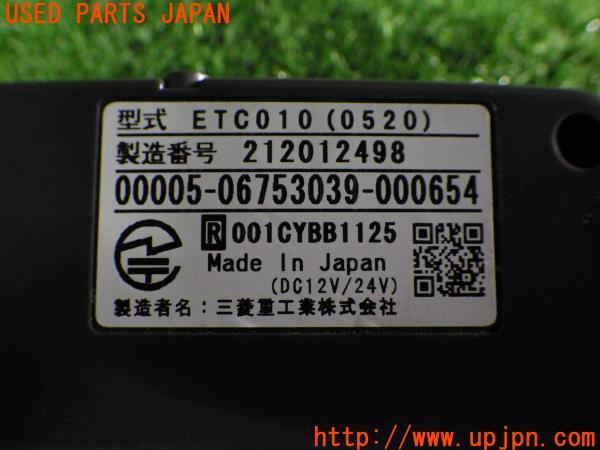 USED PARTS JAPAN
型式 ETC010(0520)
製造番号 212012498
00005-06753039-000654
R 001CYBB1125
Made In Japan
(DC12V/24V)
製造者名:三菱重工業株式会社
UPJ
http://www.upjpn.com/